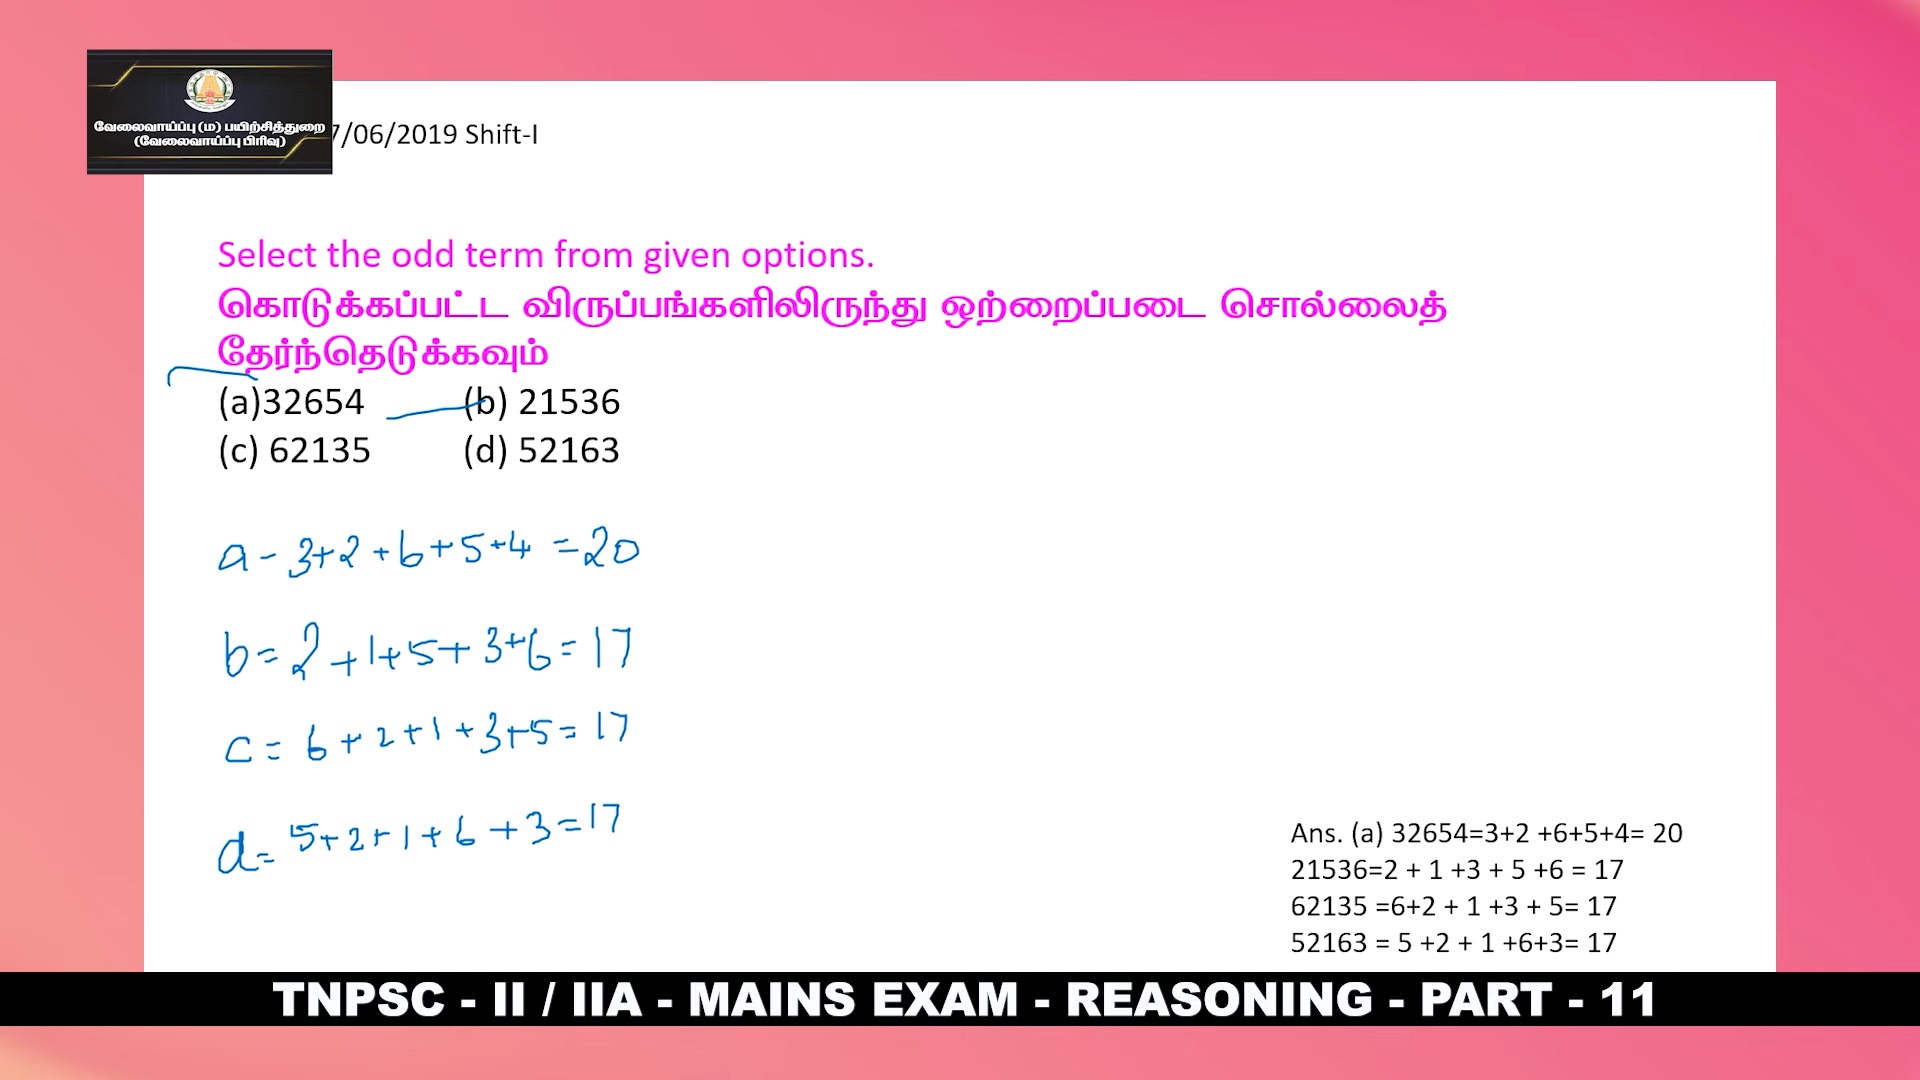 வேலைவாய்ப்பு (ம) பயிற்சித்துறை
(வேலைவாய்ப்பு பிரிவு)
7/06/2019 Shift-I
Select the odd term from given options.
கொடுக்கப்பட்ட விருப்பங்களிலிருந்து ஒற்றைப்படை சொல்லைத்
தேர்ந்தெடுக்கவும்
(a)32654 (b) 21536
(c) 62135 (d) 52163
a - 3+2+6+5+4 = 20
b = 2+1+5+3+6 = 17
c = 6+2+1+3+5 = 17
d = 5+2+1+6+3 = 17
Ans. (a) 32654=3+2 +6+5+4= 20
21536=2 + 1 +3 + 5 +6 = 17
62135 =6+2 + 1 +3 + 5= 17
52163 = 5 +2 + 1 +6+3= 17
TNPSC - II / IIA - MAINS EXAM - REASONING - PART - 11